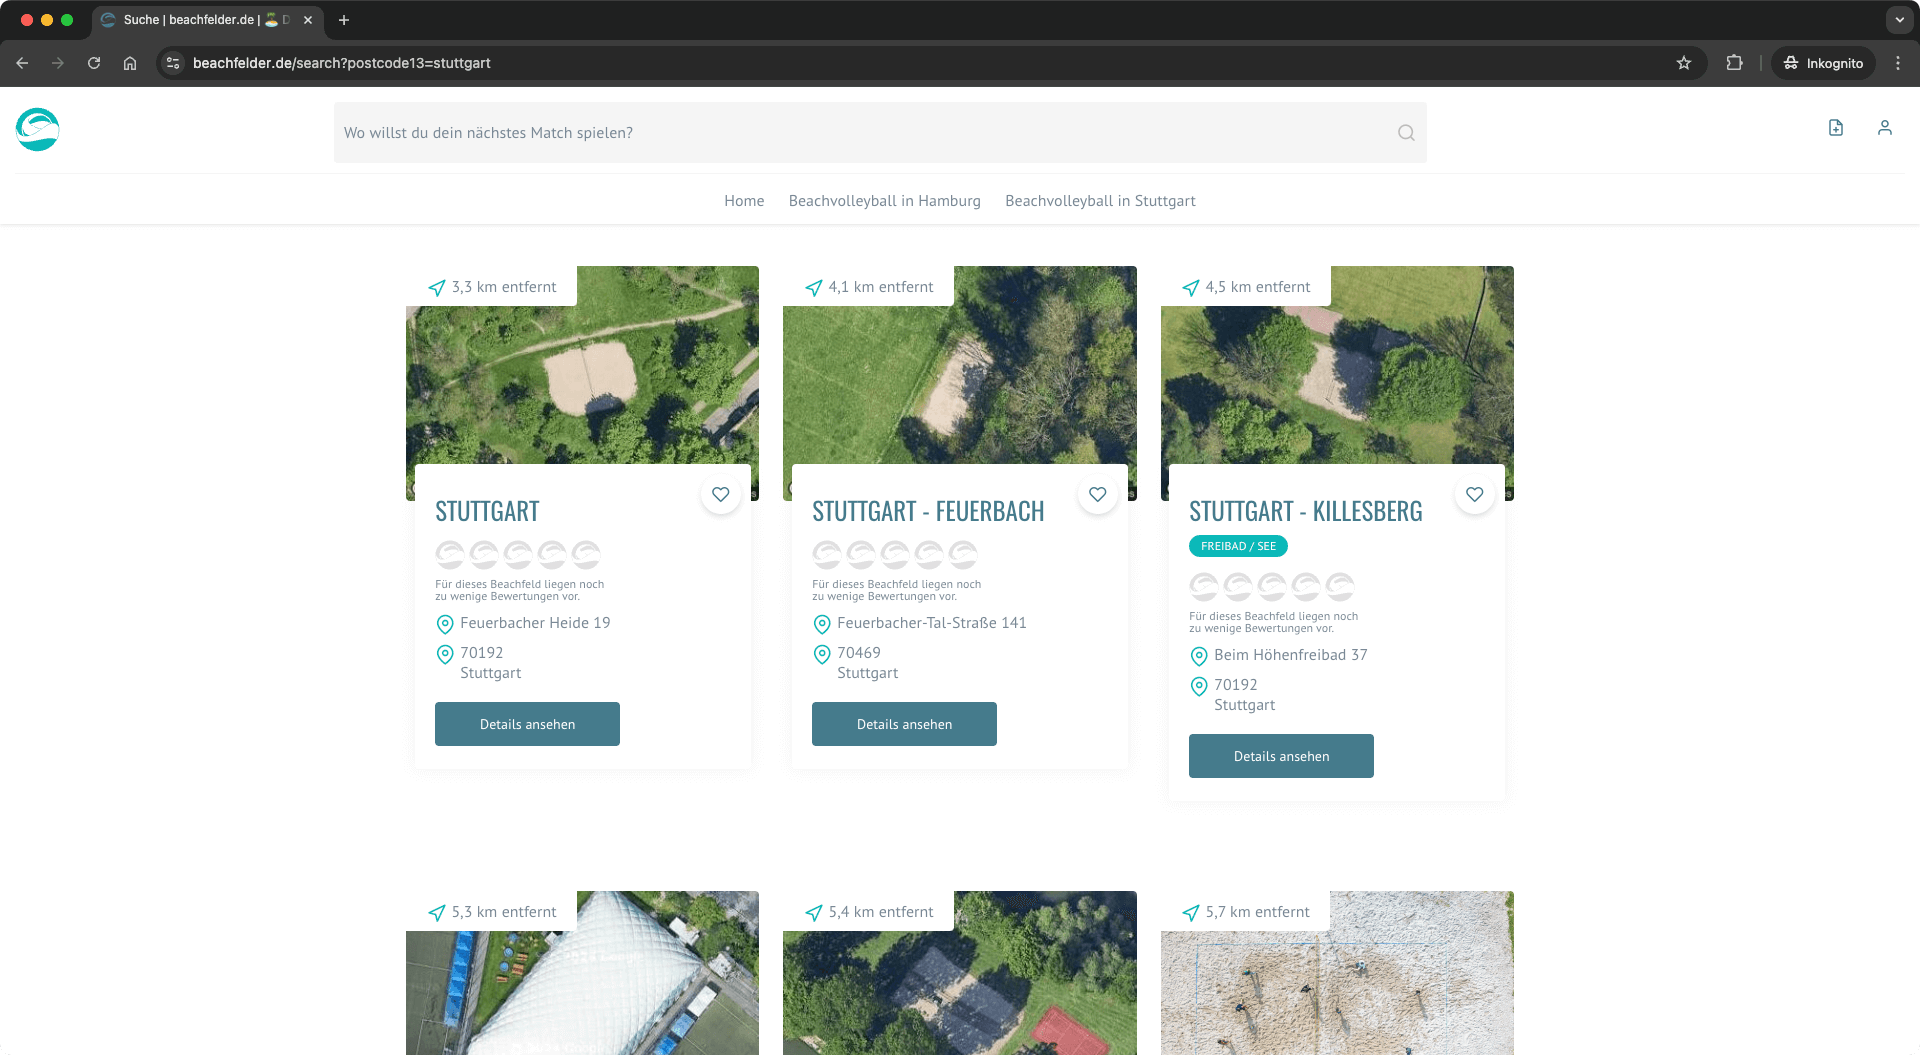 Suche | beachfelder.de |
beachfelder.de/search?postcode13=stuttgart
Inkognito
Wo willst du dein nächstes Match spielen?
Home
Beachvolleyball in Hamburg
Beachvolleyball in Stuttgart
3,3 km entfernt
STUTTGART
Für dieses Beachfeld liegen noch
zu wenige Bewertungen vor.
Feuerbacher Heide 19
70192
Stuttgart
Details ansehen
4,1 km entfernt
STUTTGART - FEUERBACH
Für dieses Beachfeld liegen noch
zu wenige Bewertungen vor.
Feuerbacher-Tal-Straße 141
70469
Stuttgart
Details ansehen
4,5 km entfernt
STUTTGART - KILLESBERG
FREIBAD / SEE
Für dieses Beachfeld liegen noch
zu wenige Bewertungen vor.
Beim Höhenfreibad 37
70192
Stuttgart
Details ansehen
5,3 km entfernt
5,4 km entfernt
5,7 km entfernt